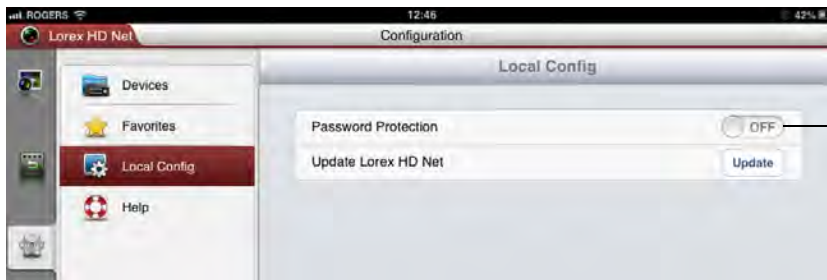 ROGERS 12:46 42%
Lorex HD Net Configuration
Local Config
Devices
Favorites
Local Config
Help
Password Protection OFF
Update Lorex HD Net Update